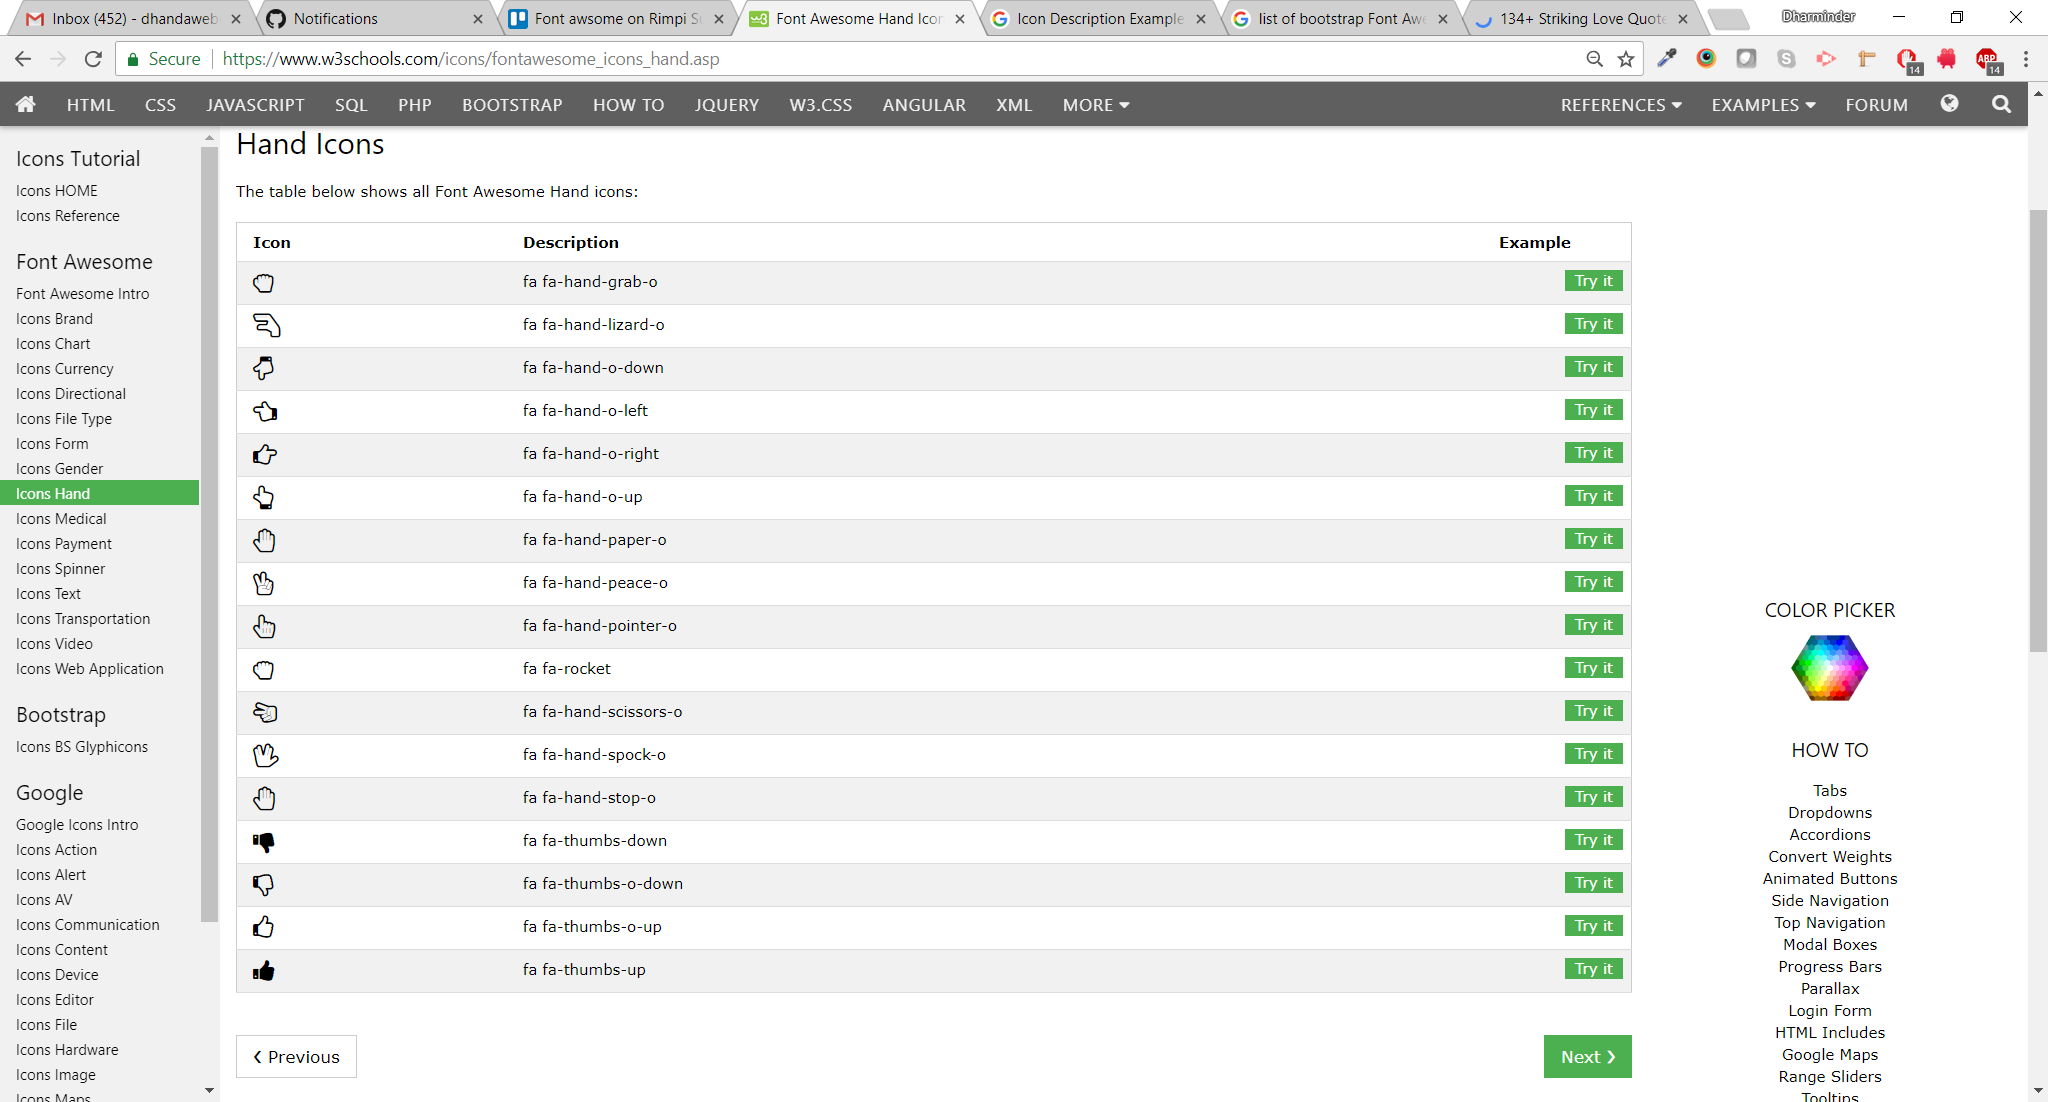 Inbox (452) - dhandaweb
Notifications
Font awsome on Rimpi S
Font Awesome Hand Icon
Icon Description Example
list of bootstrap Font Aw
134+ Striking Love Quote
Dharminder
Secure
https://www.w3schools.com/icons/fontawesome_icons_hand.asp
14
ABP
14
HTML
CSS
JAVASCRIPT
SQL
PHP
BOOTSTRAP
HOW TO
JQUERY
W3.CSS
ANGULAR
XML
MORE
REFERENCES
EXAMPLES
FORUM
Icons Tutorial
Icons HOME
Icons Reference
Font Awesome
Font Awesome Intro
Icons Brand
Icons Chart
Icons Currency
Icons Directional
Icons File Type
Icons Form
Icons Gender
Icons Hand
Icons Medical
Icons Payment
Icons Spinner
Icons Text
Icons Transportation
Icons Video
Icons Web Application
Bootstrap
Icons BS Glyphicons
Google
Google Icons Intro
Icons Action
Icons Alert
Icons AV
Icons Communication
Icons Content
Icons Device
Icons Editor
Icons File
Icons Hardware
Icons Image
Icons Maps
Hand Icons
The table below shows all Font Awesome Hand icons:
Icon Description Example
fa fa-hand-grab-o Try it
fa fa-hand-lizard-o Try it
fa fa-hand-o-down Try it
fa fa-hand-o-left Try it
fa fa-hand-o-right Try it
fa fa-hand-o-up Try it
fa fa-hand-paper-o Try it
fa fa-hand-peace-o Try it
fa fa-hand-pointer-o Try it
fa fa-rocket Try it
fa fa-hand-scissors-o Try it
fa fa-hand-spock-o Try it
fa fa-hand-stop-o Try it
fa fa-thumbs-down Try it
fa fa-thumbs-o-down Try it
fa fa-thumbs-o-up Try it
fa fa-thumbs-up Try it
❮ Previous
Next ❯
COLOR PICKER
HOW TO
Tabs
Dropdowns
Accordions
Convert Weights
Animated Buttons
Side Navigation
Top Navigation
Modal Boxes
Progress Bars
Parallax
Login Form
HTML Includes
Google Maps
Range Sliders
Tooltips